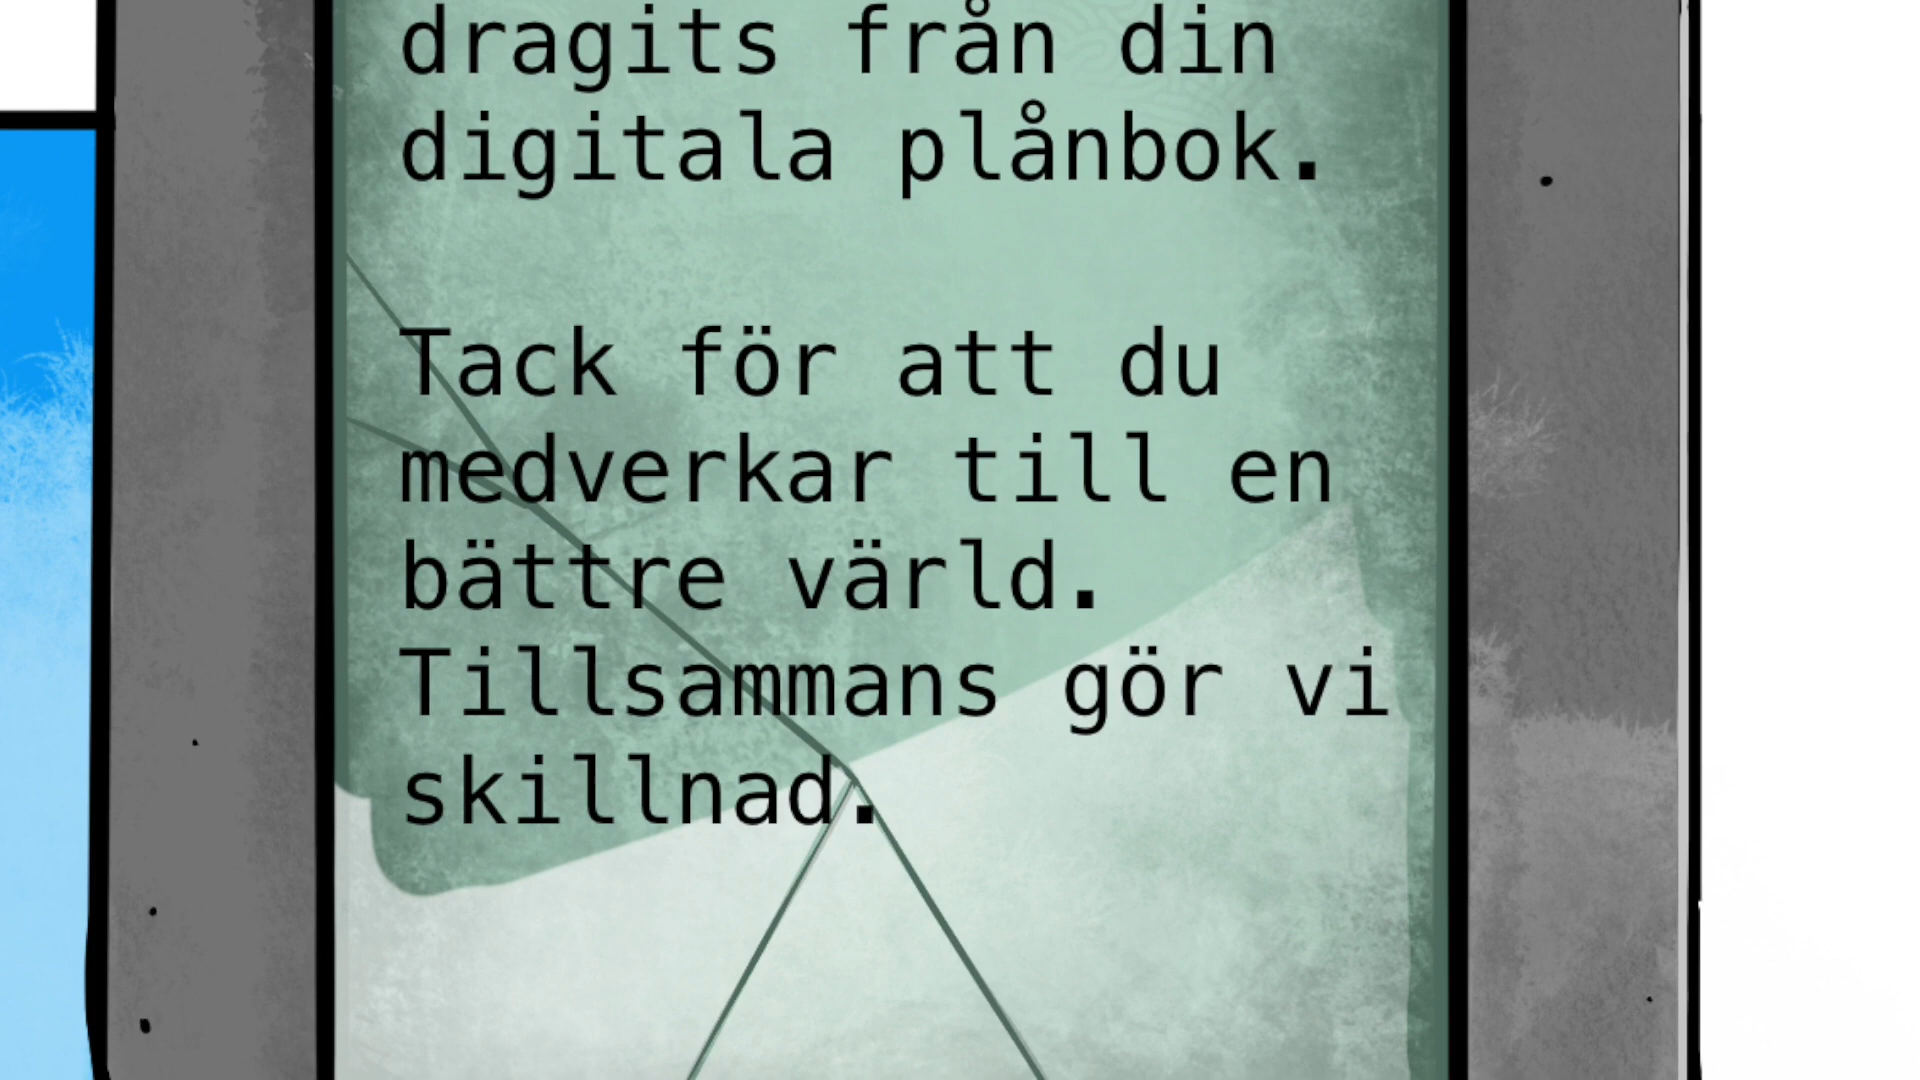 dragits från din
digitala plånbok.
Tack för att du
medverkar till en
bättre värld.
Tillsammans gör vi
skillnad.